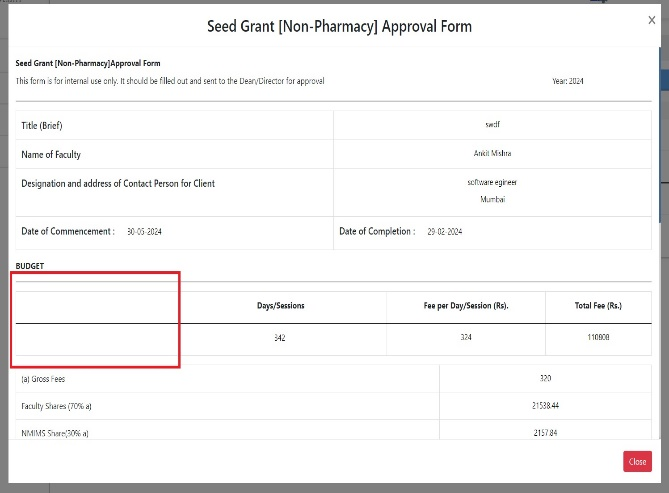 Seed Grant [Non-Pharmacy] Approval Form
X
Seed Grant [Non-Pharmacy]Approval Form
This form is for internal use only. It should be filled out and sent to the Dean/Director for approval Year: 2024
Title (Brief) swdf
Name of Faculty Ankit Mishra
Designation and address of Contact Person for Client software egineer
Mumbai
Date of Commencement : 30-05-2024 Date of Completion : 29-02-2024
BUDGET
Days/Sessions Fee per Day/Session (Rs). Total Fee (Rs.)
342 324 110808
(a) Gross Fees 320
Faculty Shares (70% a) 21538.44
NMIMS Share(30% a) 2157.84
Close